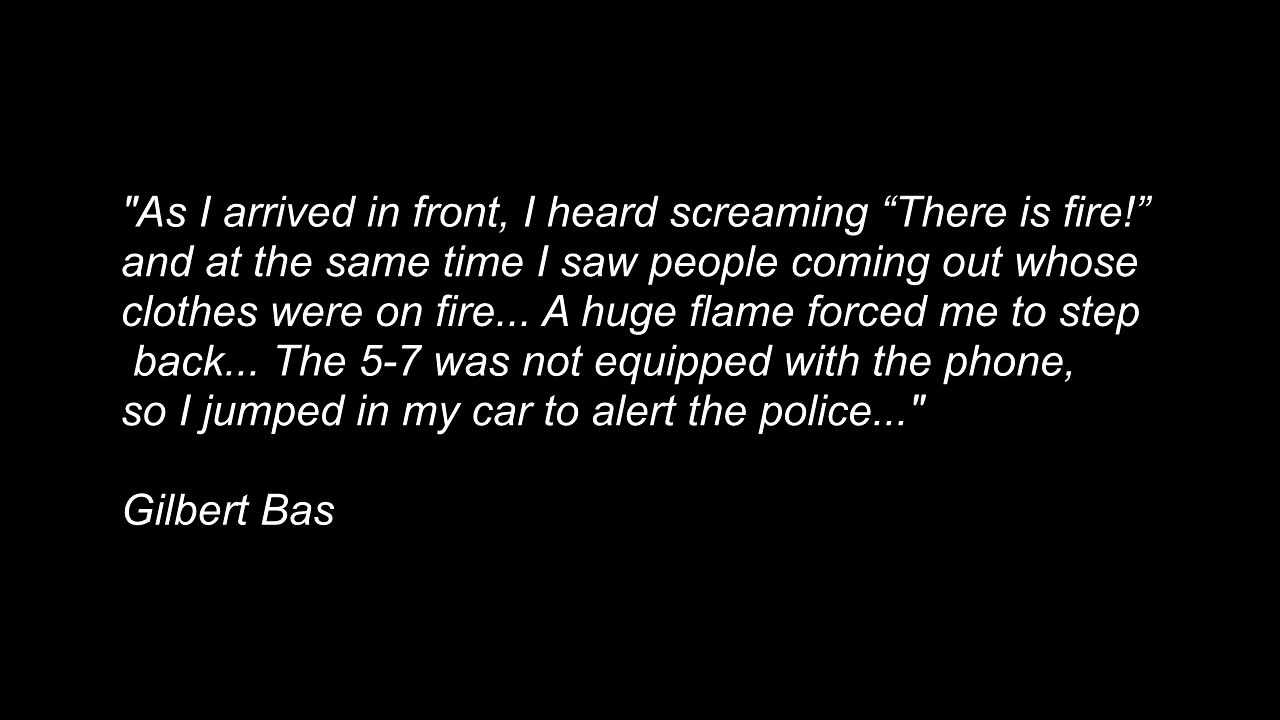 "As I arrived in front, I heard screaming “There is fire!”
and at the same time I saw people coming out whose
clothes were on fire... A huge flame forced me to step
back... The 5-7 was not equipped with the phone,
so I jumped in my car to alert the police..."
Gilbert Bas